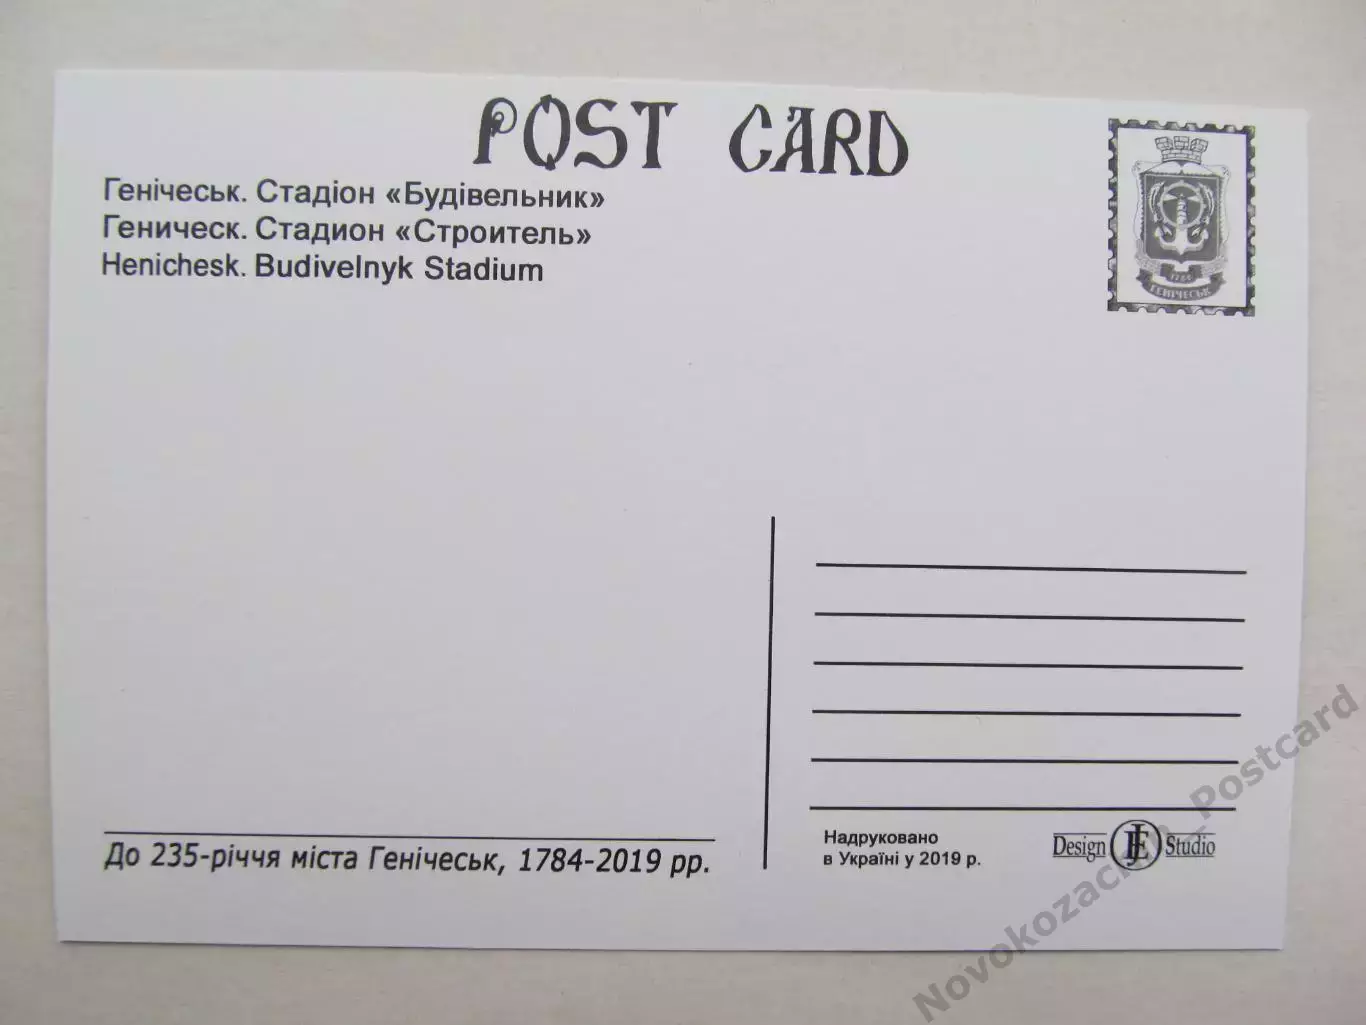 POST CARD
Генічеськ. Стадіон «Будівельник»
Геническ. Стадион «Строитель»
Henichesk. Budivelnyk Stadium
1784
ГЕНІЧЕСЬК
До 235-річчя міста Генічеськ, 1784-2019 рр.
Надруковано
в Україні у 2019 р.
Design Studio